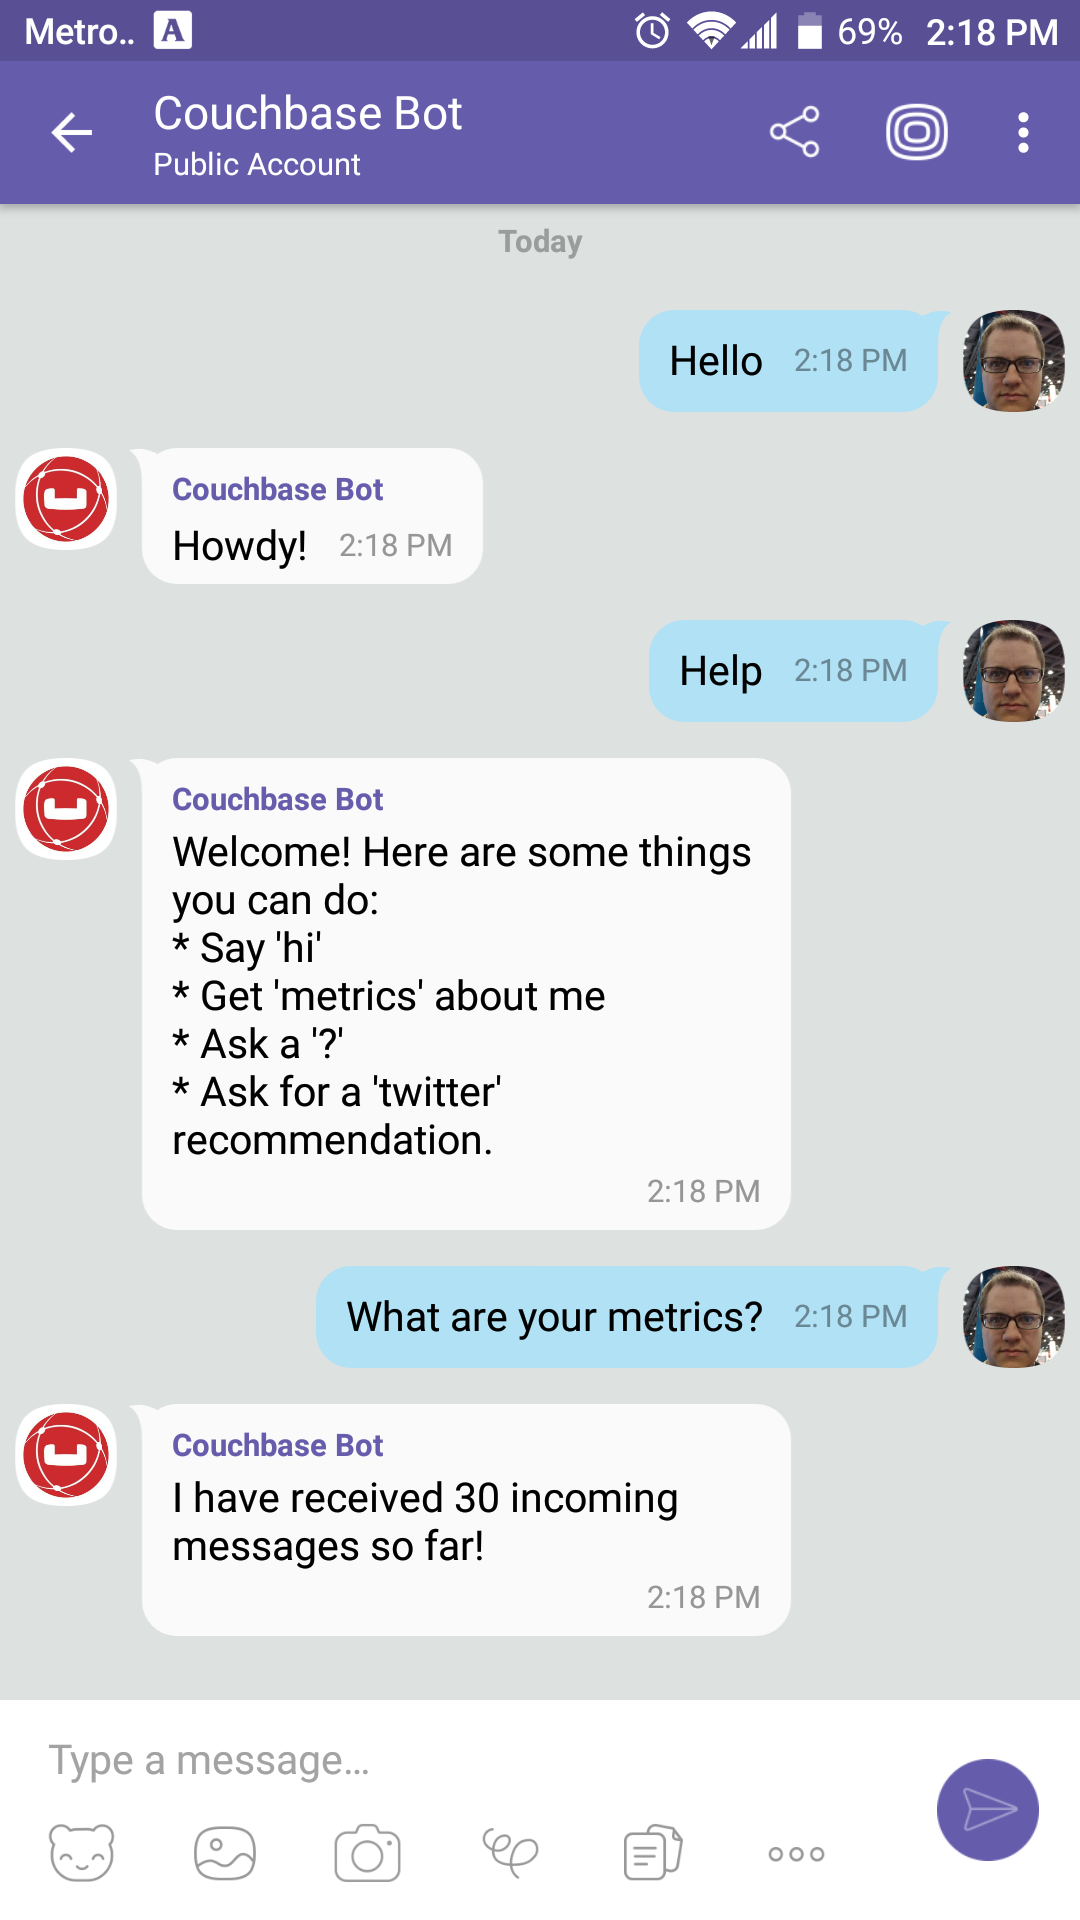 Metro.. A 69% 2:18 PM
Couchbase Bot
Public Account
Today
Hello 2:18 PM
Couchbase Bot
Howdy! 2:18 PM
Help 2:18 PM
Couchbase Bot
Welcome! Here are some things
you can do:
* Say 'hi'
* Get 'metrics' about me
* Ask a '?'
* Ask for a 'twitter'
recommendation.
2:18 PM
What are your metrics? 2:18 PM
Couchbase Bot
I have received 30 incoming
messages so far!
2:18 PM
Type a message...